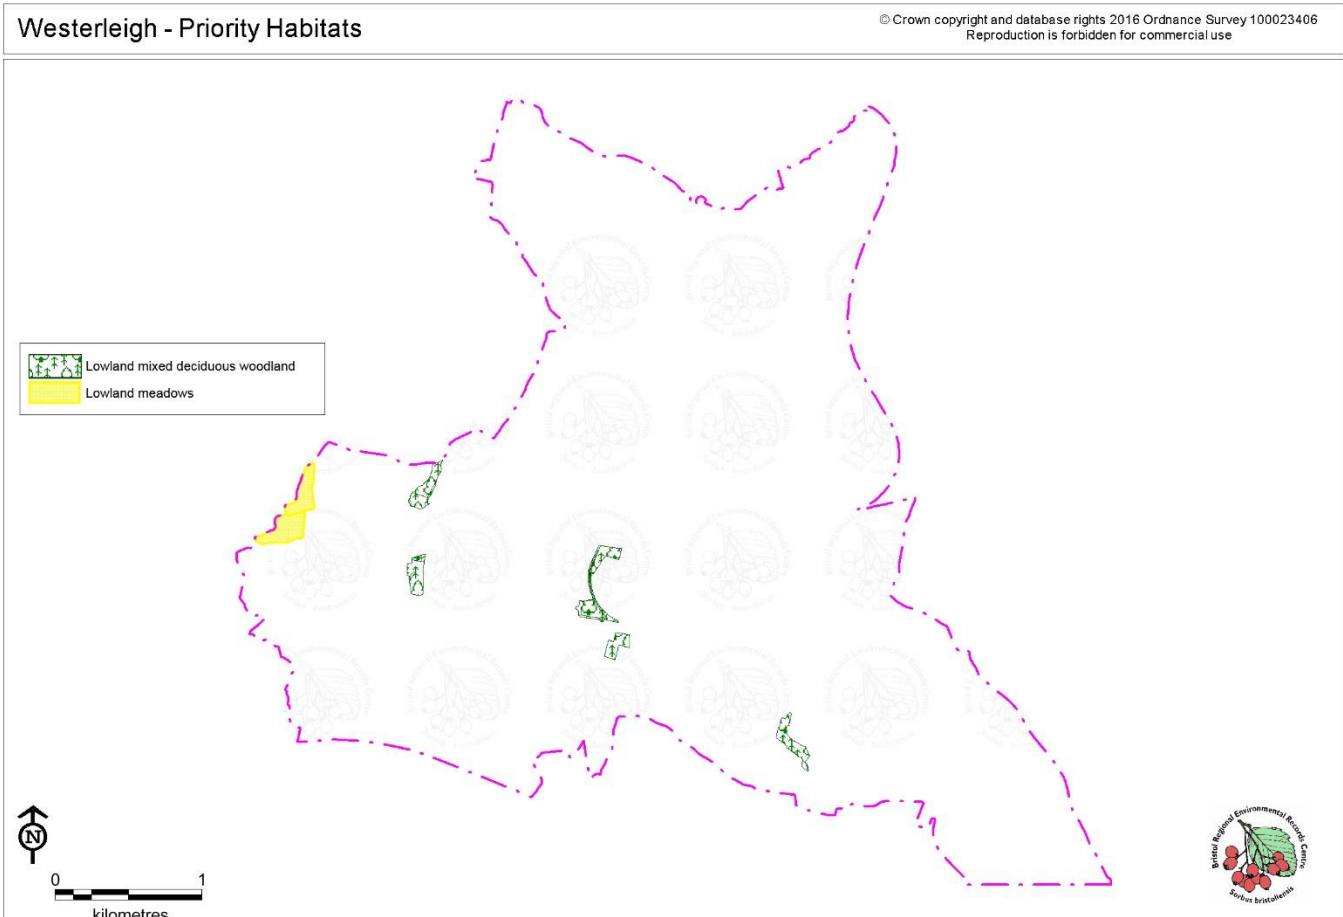 Westerleigh - Priority Habitats
© Crown copyright and database rights 2016 Ordnance Survey 100023406
Reproduction is forbidden for commercial use
Lowland mixed deciduous woodland
Lowland meadows
N
0 1
kilometres
Bristol Regional Environmental Records Centre
Sorbus bristoliensis